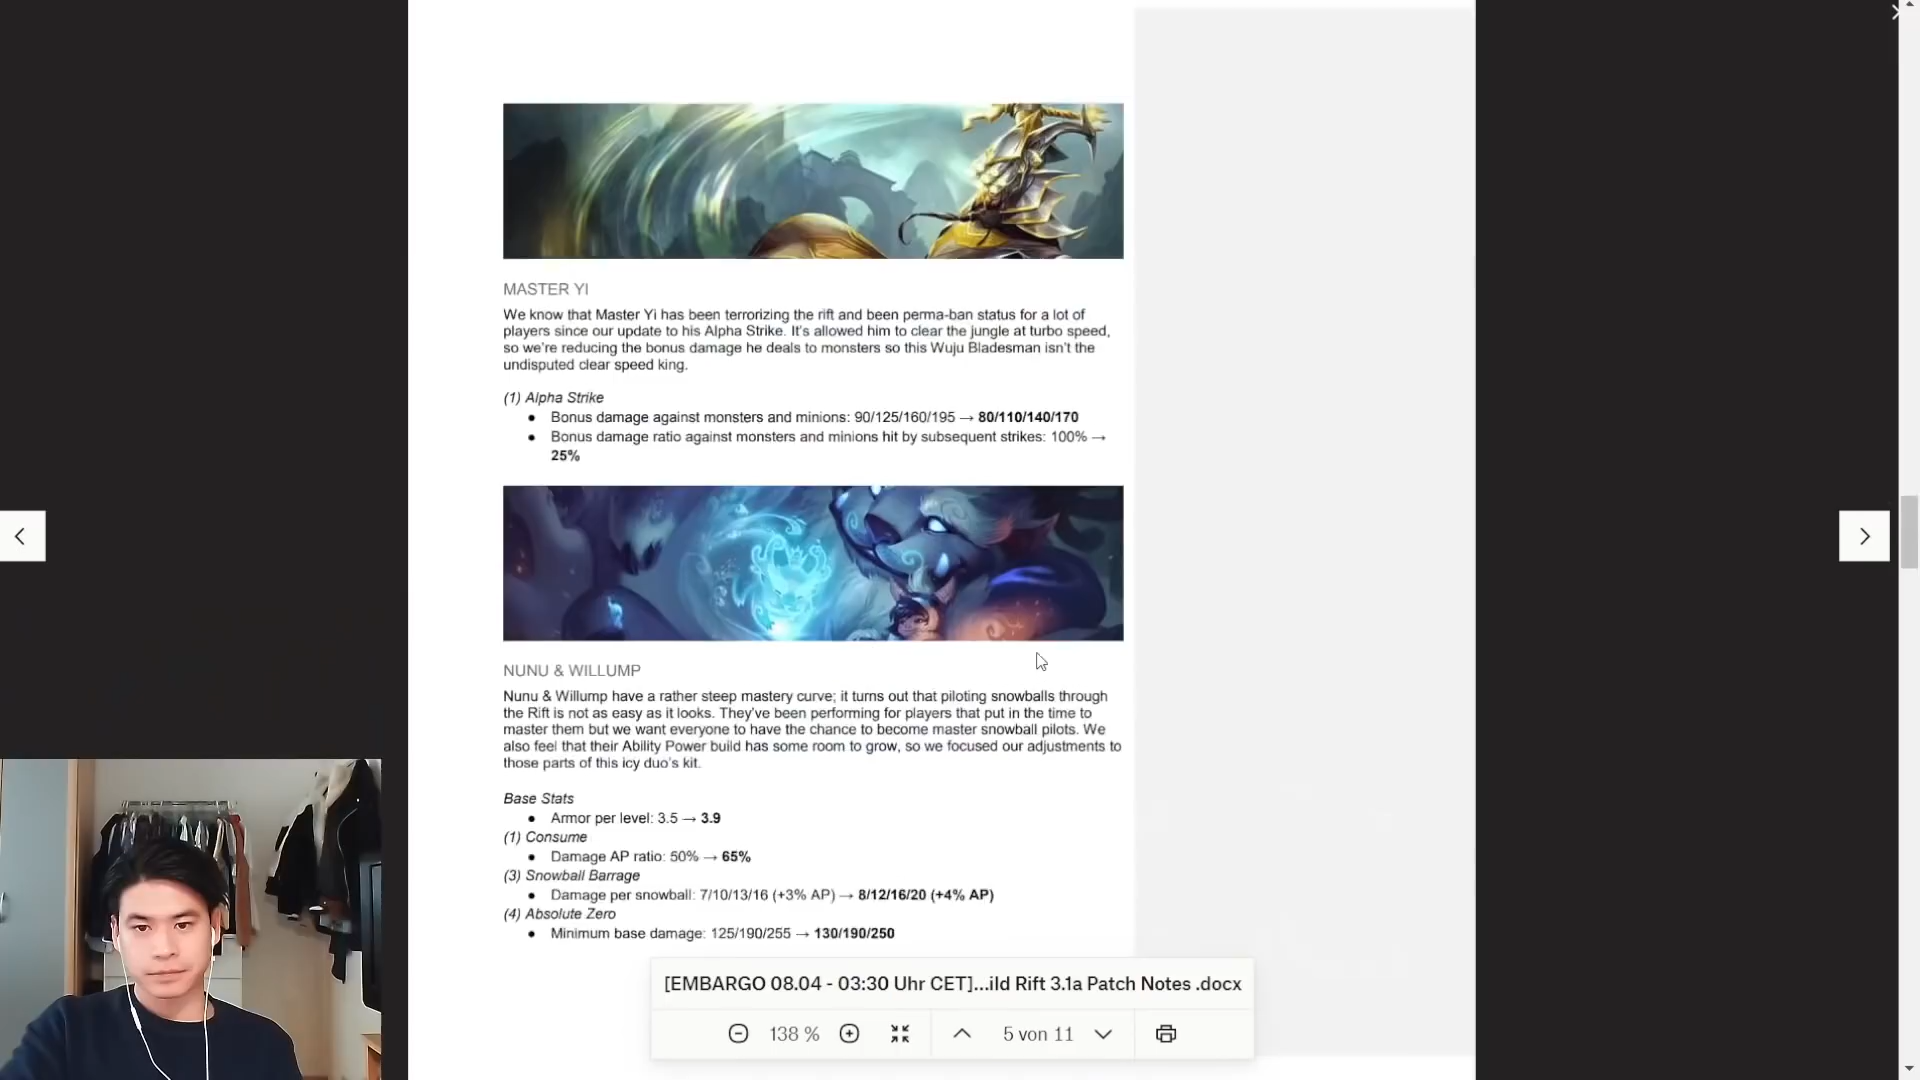 MASTER YI
We know that Master Yi has been terrorizing the rift and been perma-ban status for a lot of
players since our update to his Alpha Strike. It's allowed him to clear the jungle at turbo speed,
so we're reducing the bonus damage he deals to monsters so this Wuju Bladesman isn't the
undisputed clear speed king.
(1) Alpha Strike
● Bonus damage against monsters and minions: 90/125/160/195 → 80/110/140/170
● Bonus damage ratio against monsters and minions hit by subsequent strikes: 100% →
25%
NUNU & WILLUMP
Nunu & Willump have a rather steep mastery curve; it turns out that piloting snowballs through
the Rift is not as easy as it looks. They've been performing for players that put in the time to
master them but we want everyone to have the chance to become master snowball pilots. We
also feel that their Ability Power build has some room to grow, so we focused our adjustments to
those parts of this icy duo's kit.
Base Stats
● Armor per level: 3.5 → 3.9
(1) Consume
● Damage AP ratio: 50% → 65%
(3) Snowball Barrage
● Damage per snowball: 7/10/13/16 (+3% AP) → 8/12/16/20 (+4% AP)
(4) Absolute Zero
● Minimum base damage: 125/190/255 → 130/190/250
[EMBARGO 08.04 - 03:30 Uhr CET]...ild Rift 3.1a Patch Notes .docx
138 % 5 von 11